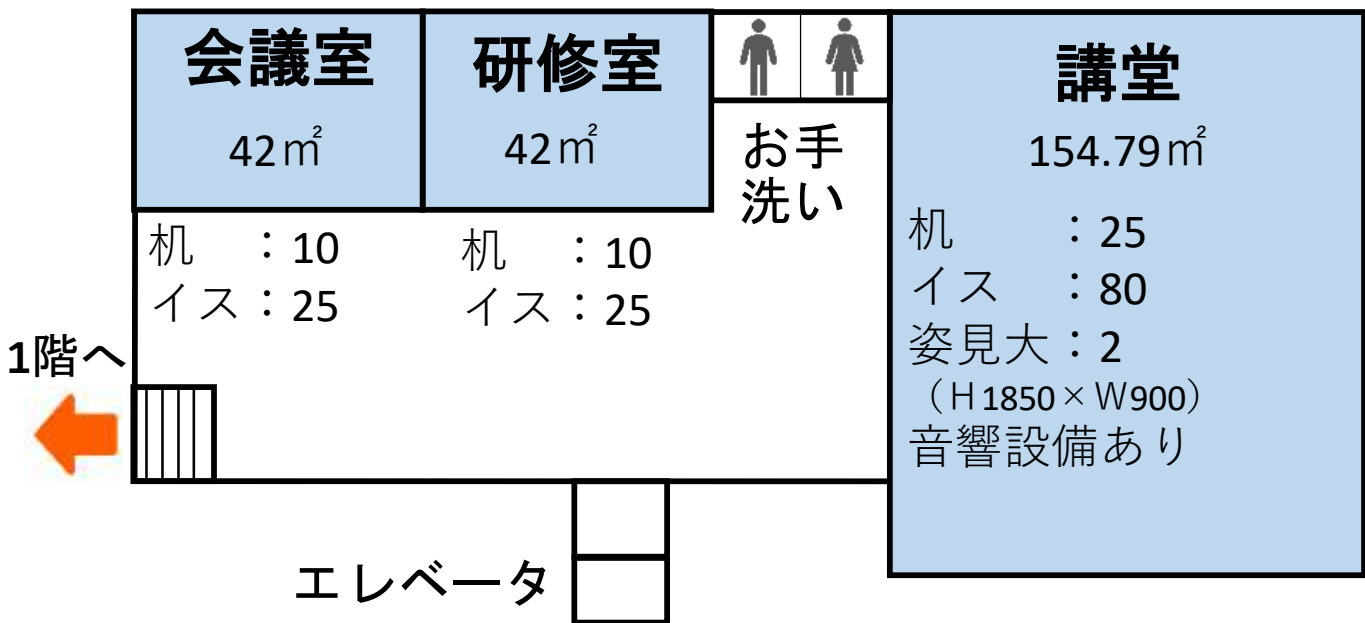 会議室
42㎡
机　：10
イス：25
研修室
42㎡
机　：10
イス：25
お手
洗い
講堂
154.79㎡
机　　：25
イス　：80
姿見大：2
（H1850×W900）
音響設備あり
1階へ
エレベータ